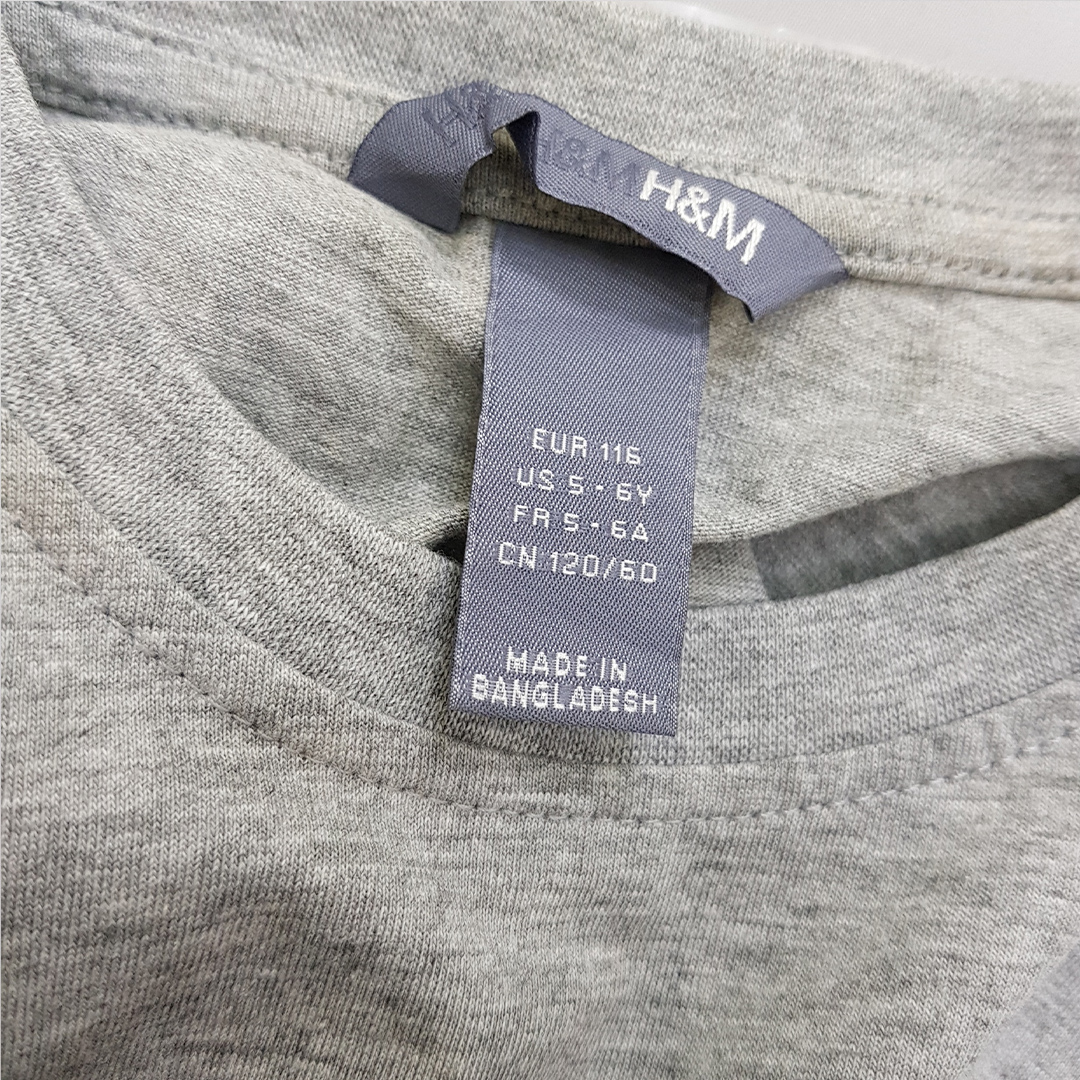 H&M H&M
EUR 116
US 5 - 6Y
FR 5 - 6A
CN 120/60
MADE IN
BANGLADESH